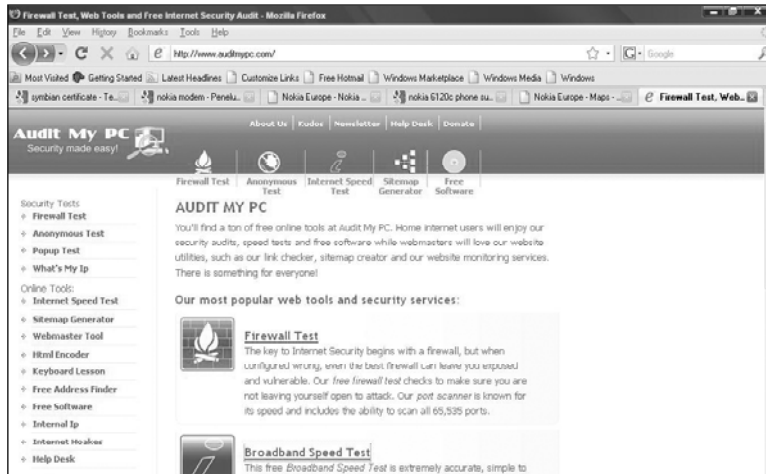 Firewall Test, Web Tools and Free Internet Security Audit - Mozilla Firefox
File Edit View History Bookmarks Tools Help
http://www.auditmypc.com/
G Google
Most Visited Getting Started Latest Headlines Customize Links Free Hotmail Windows Marketplace Windows Media Windows
symbian certificate - Te... nokia modem - Penelu... Nokia Europe - Nokia ... nokia 6120c phone su... Nokia Europe - Maps - ... Firewall Test, Web...
About Us Kudos Newsletter Help Desk Donate
Audit My PC
Security made easy!
Firewall Test Anonymous Test Internet Speed Test Sitemap Generator Free Software
Security Tests
Firewall Test
Anonymous Test
Popup Test
What's My Ip
Online Tools:
Internet Speed Test
Sitemap Generator
Webmaster Tool
Html Encoder
Keyboard Lesson
Free Address Finder
Free Software
Internal Ip
Internet Hoaxes
Help Desk
AUDIT MY PC
You'll find a ton of free online tools at Audit My PC. Home internet users will enjoy our
security audits, speed tests and free software while webmasters will love our website
utilities, such as our link checker, sitemap creator and our website monitoring services.
There is something for everyone!
Our most popular web tools and security services:
Firewall Test
The key to Internet Security begins with a firewall, but when
configured wrong, even the best firewall can leave you exposed
and vulnerable. Our free firewall test checks to make sure you are
not leaving yourself open to attack. Our port scanner is known for
its speed and includes the ability to scan all 65,535 ports.
Broadband Speed Test
This free Broadband Speed Test is extremely accurate, simple to